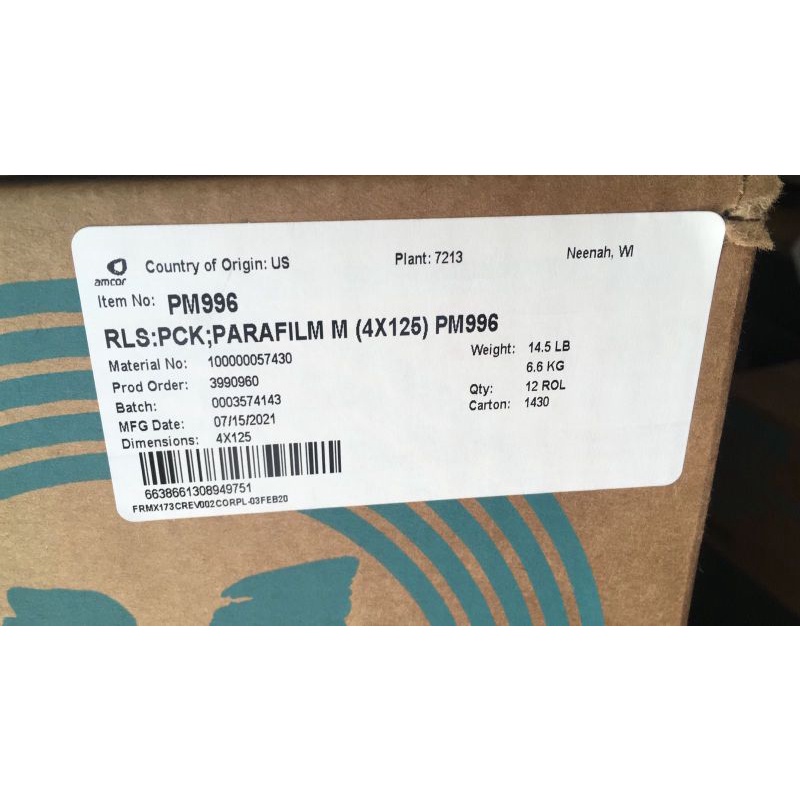 amcor
Country of Origin: US Plant: 7213 Neenah, WI
Item No: PM996
RLS:PCK;PARAFILM M (4X125) PM996
Material No: 100000057430
Prod Order: 3990960
Batch: 0003574143
MFG Date: 07/15/2021
Dimensions: 4X125
Weight: 14.5 LB
6.6 KG
Qty: 12 ROL
Carton: 1430
6638661308949751
FRMX173CREV002CORPL-03FEB20